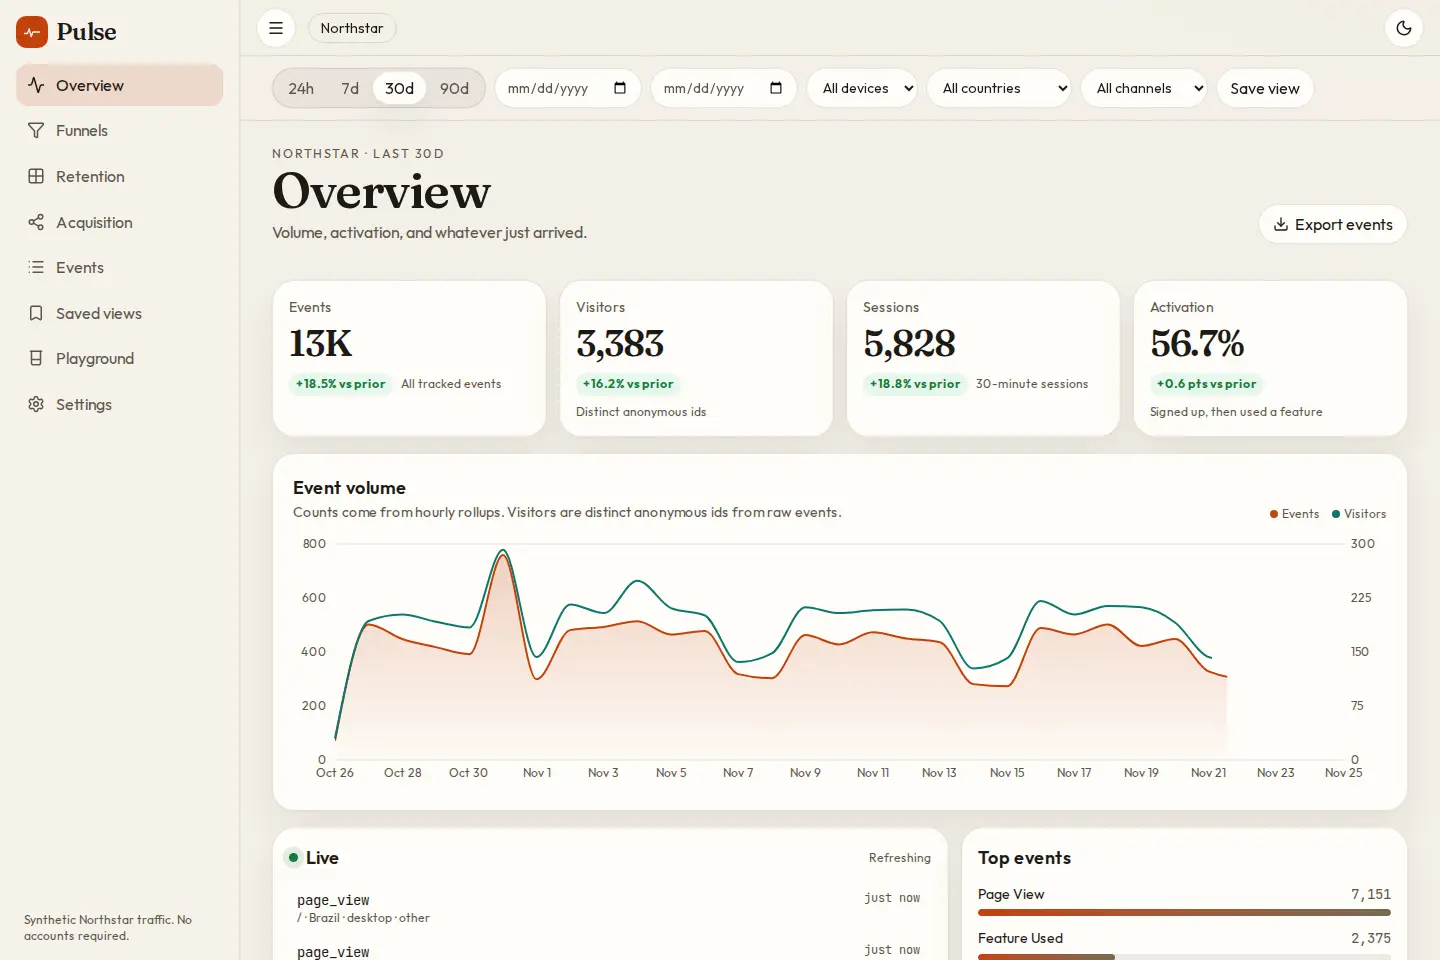 Pulse
Northstar
Overview
Funnels
Retention
Acquisition
Events
Saved views
Playground
Settings
Synthetic Northstar traffic. No
accounts required.
24h 7d 30d 90d mm/dd/yyyy mm/dd/yyyy All devices All countries All channels Save view
NORTHSTAR · LAST 30D
Overview
Volume, activation, and whatever just arrived.
Export events
Events
13K
+18.5% vs prior All tracked events
Visitors
3,383
+16.2% vs prior
Distinct anonymous ids
Sessions
5,828
+18.8% vs prior 30-minute sessions
Activation
56.7%
+0.6 pts vs prior
Signed up, then used a feature
Event volume
Counts come from hourly rollups. Visitors are distinct anonymous ids from raw events.
Events Visitors
800 300
600 225
400 150
200 75
0 0
Oct 26 Oct 28 Oct 30 Nov 1 Nov 3 Nov 5 Nov 7 Nov 9 Nov 11 Nov 13 Nov 15 Nov 17 Nov 19 Nov 21 Nov 23 Nov 25
Live Refreshing
page_view just now
/ · Brazil · desktop · other
page_view just now
Top events
Page View 7,151
Feature Used 2,375